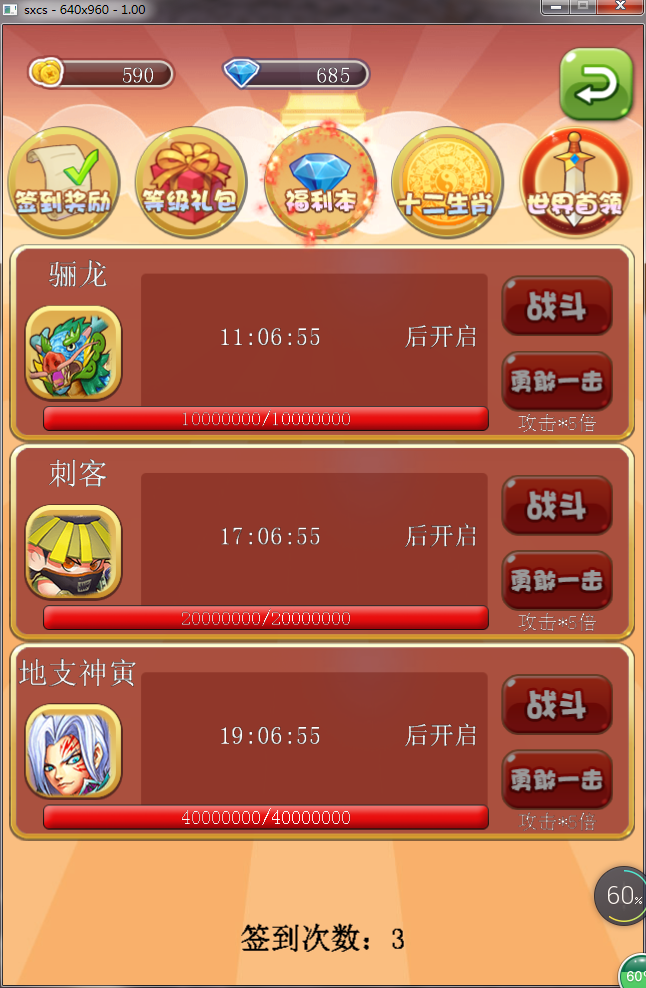 sxcs - 640x960 - 1.00
590
685
签到奖励
等级礼包
福利本
十二生肖
世界首领
骊龙
11:06:55 后开启
战斗
勇敢一击
10000000/10000000
攻击*5倍
刺客
17:06:55 后开启
战斗
勇敢一击
20000000/20000000
攻击*5倍
地支神寅
19:06:55 后开启
战斗
勇敢一击
40000000/40000000
攻击*5倍
60%
签到次数：3
60%